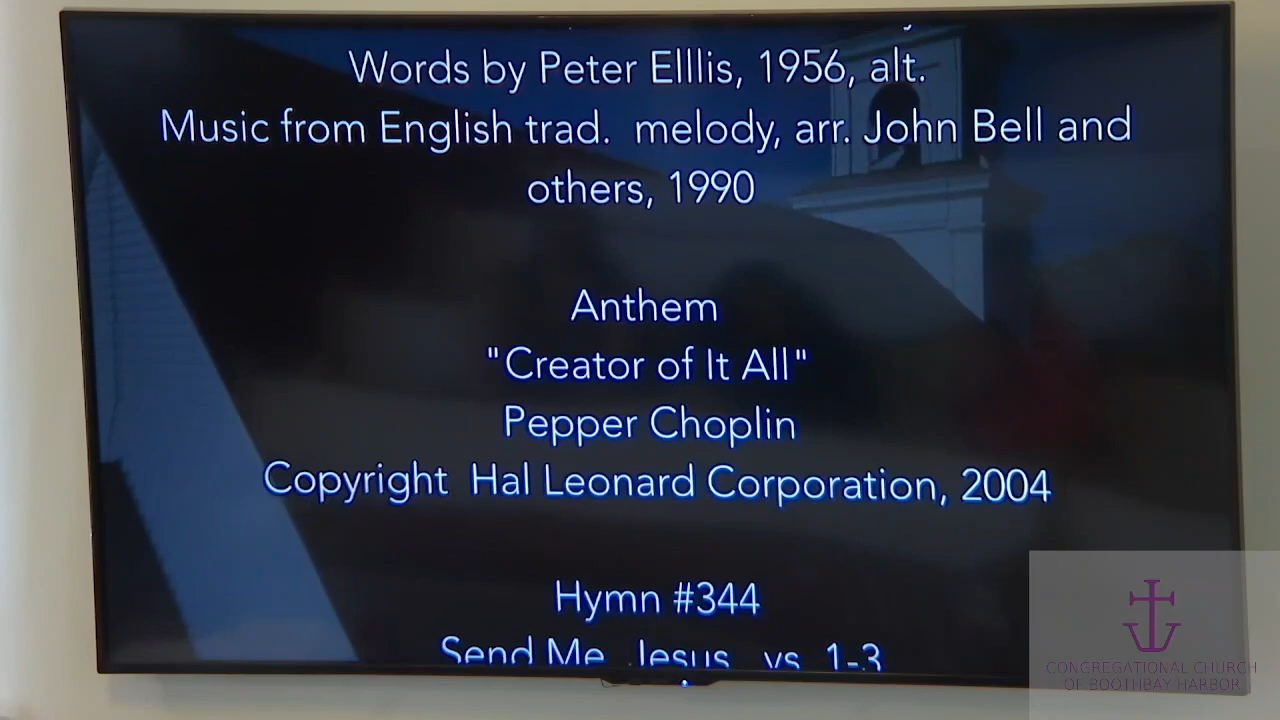 Words by Peter Elllis, 1956, alt.
Music from English trad. melody, arr. John Bell and
others, 1990
Anthem
"Creator of It All"
Pepper Choplin
Copyright Hal Leonard Corporation, 2004
Hymn #344
Send Me, Jesus vs. 1-3
CONGREGATIONAL CHURCH
OF BOOTHBAY HARBOR